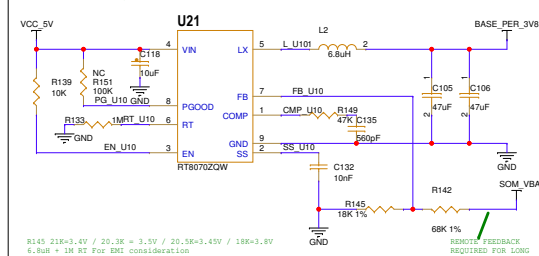 U21
VCC_5V
L2
BASE_PER_3V8
4
VIN
LX
5
L_U101
2
6.8uH
C118
10uF
R139
10K
NC
R151
100K
GND
PG_U10
8
PGOOD
FB
7
FB_U10
1
C105
47uF
2
1
C106
47uF
2
COMP
1
CMP_U10
R149
47K
C135
560pF
R133
1M
RT_U10
6
RT
GND
GND
9
SS
2
SS_U10
EN_U10
3
EN
RT8070ZQW
C132
10nF
GND
R145
18K 1%
R142
68K 1%
SOM_VBA
GND
R145 21K=3.4V / 20.3K = 3.5V / 20.5K=3.45V / 18K=3.8V
6.8uH + 1M RT For EMI consideration
REMOTE FEEDBACK
REQUIRED FOR LONG